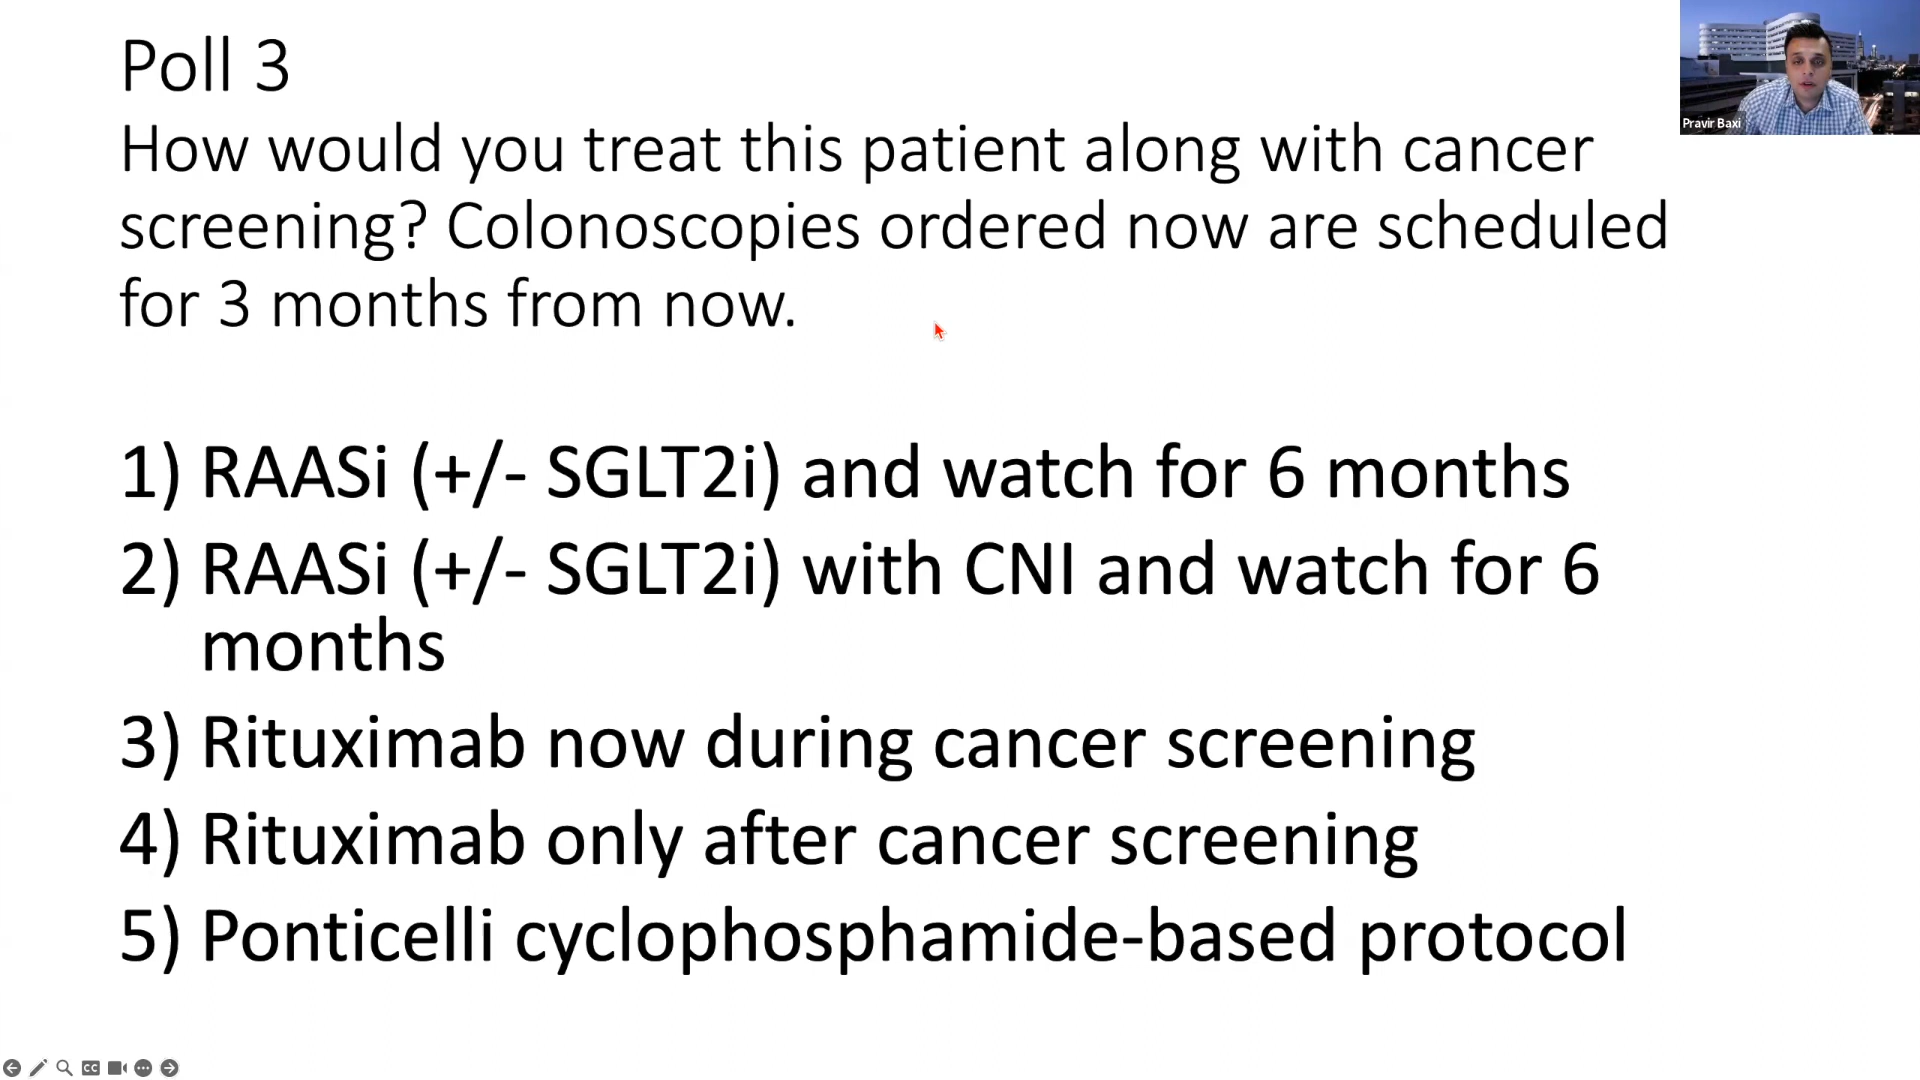 Poll 3
How would you treat this patient along with cancer
screening? Colonoscopies ordered now are scheduled
for 3 months from now.
Pravir Baxi
1) RAASi (+/- SGLT2i) and watch for 6 months
2) RAASi (+/- SGLT2i) with CNI and watch for 6
months
3) Rituximab now during cancer screening
4) Rituximab only after cancer screening
5) Ponticelli cyclophosphamide-based protocol
CC